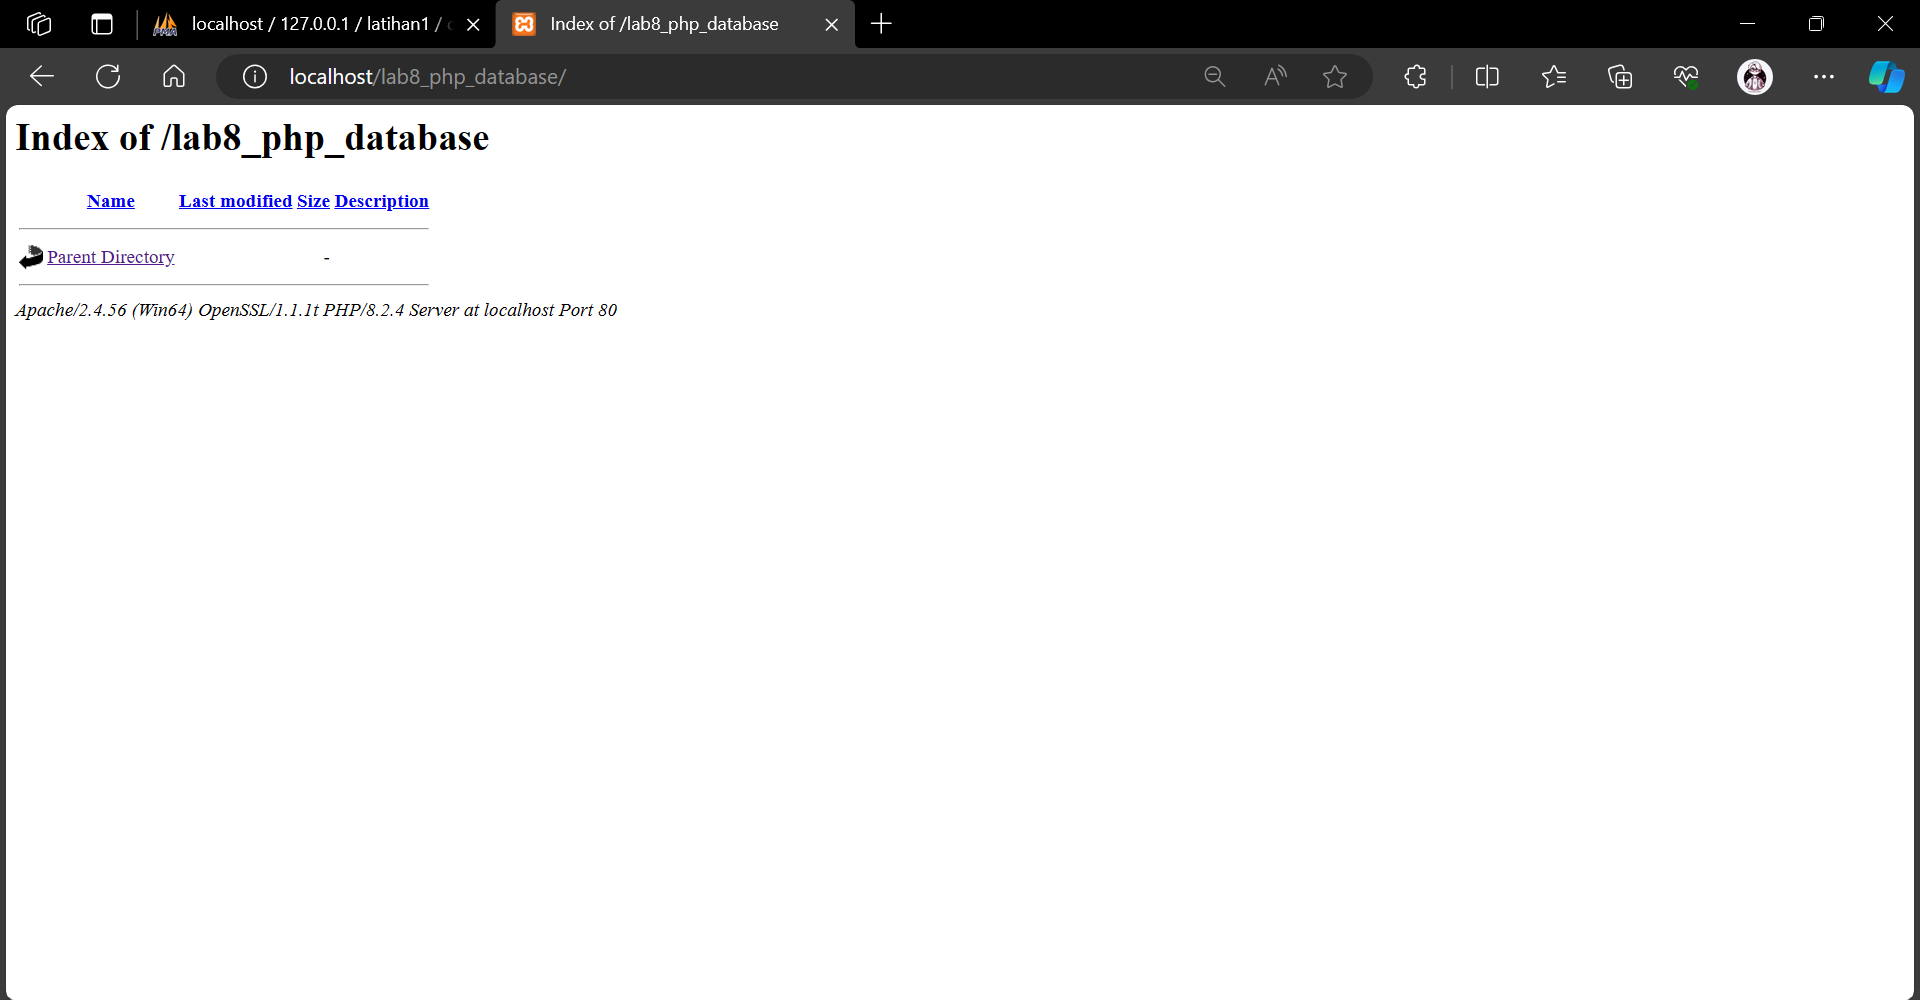 localhost / 127.0.0.1 / latihan1 /
Index of /lab8_php_database
localhost/lab8_php_database/
Index of /lab8_php_database
Name Last modified Size Description
Parent Directory -
Apache/2.4.56 (Win64) OpenSSL/1.1.1t PHP/8.2.4 Server at localhost Port 80